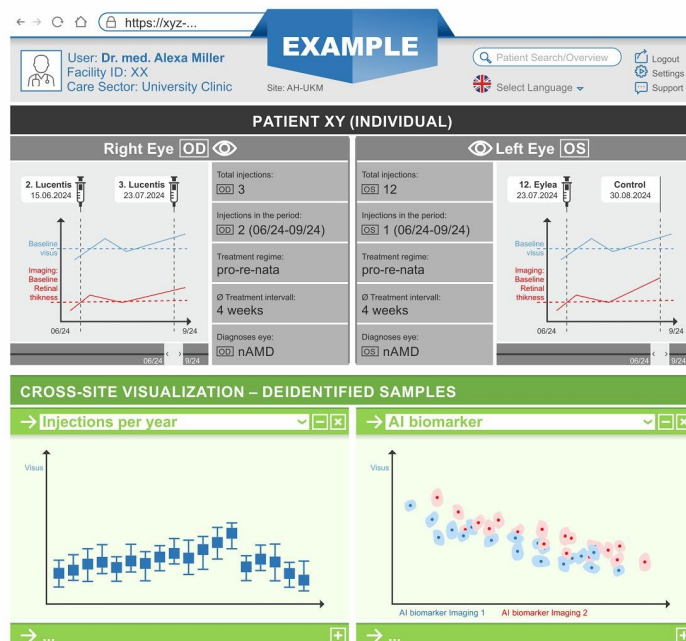 https://xyz-...
EXAMPLE
User: Dr. med. Alexa Miller
Facility ID: XX
Care Sector: University Clinic
Site: AH-UKM
Patient Search/Overview
Select Language
Logout
Settings
Support
PATIENT XY (INDIVIDUAL)
Right Eye OD
2. Lucentis
15.06.2024
3. Lucentis
23.07.2024
Baseline
visus
Imaging:
Baseline
Retinal
thikness
06/24
9/24
06/24
9/24
Total injections:
OD 3
Injections in the period:
OD 2 (06/24-09/24)
Treatment regime:
pro-re-nata
Ø Treatment intervall:
4 weeks
Diagnoses eye:
OD nAMD
Left Eye OS
Total injections:
OS 12
Injections in the period:
OS 1 (06/24-09/24)
Treatment regime:
pro-re-nata
Ø Treatment intervall:
4 weeks
Diagnoses eye:
OS nAMD
12. Eylea
23.07.2024
Control
30.08.2024
Baseline
visus
Imaging:
Baseline
Retinal
thikness
06/24
9/24
06/24
9/24
CROSS-SITE VISUALIZATION – DEIDENTIFIED SAMPLES
Injections per year
Visus
...
AI biomarker
Visus
AI biomarker Imaging 1
AI biomarker Imaging 2
...